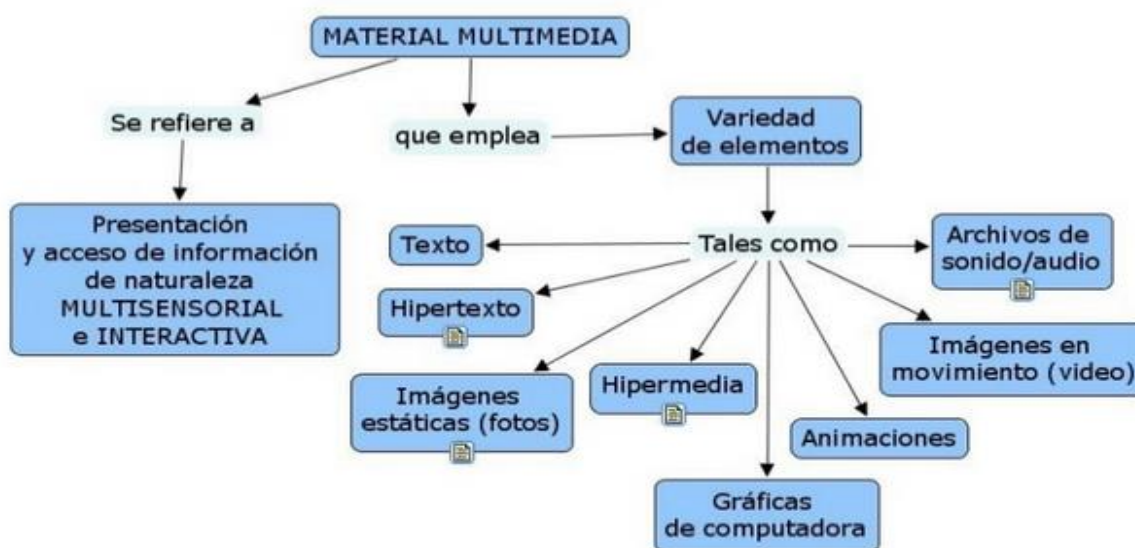 MATERIAL MULTIMEDIA
Se refiere a
que emplea
Variedad
de elementos
Presentación
y acceso de información
de naturaleza
MULTISENSORIAL
e INTERACTIVA
Tales como
Texto
Archivos de
sonido/audio
Hipertexto
Imágenes en
movimiento (video)
Imágenes
estáticas (fotos)
Hipermedia
Animaciones
Gráficas
de computadora